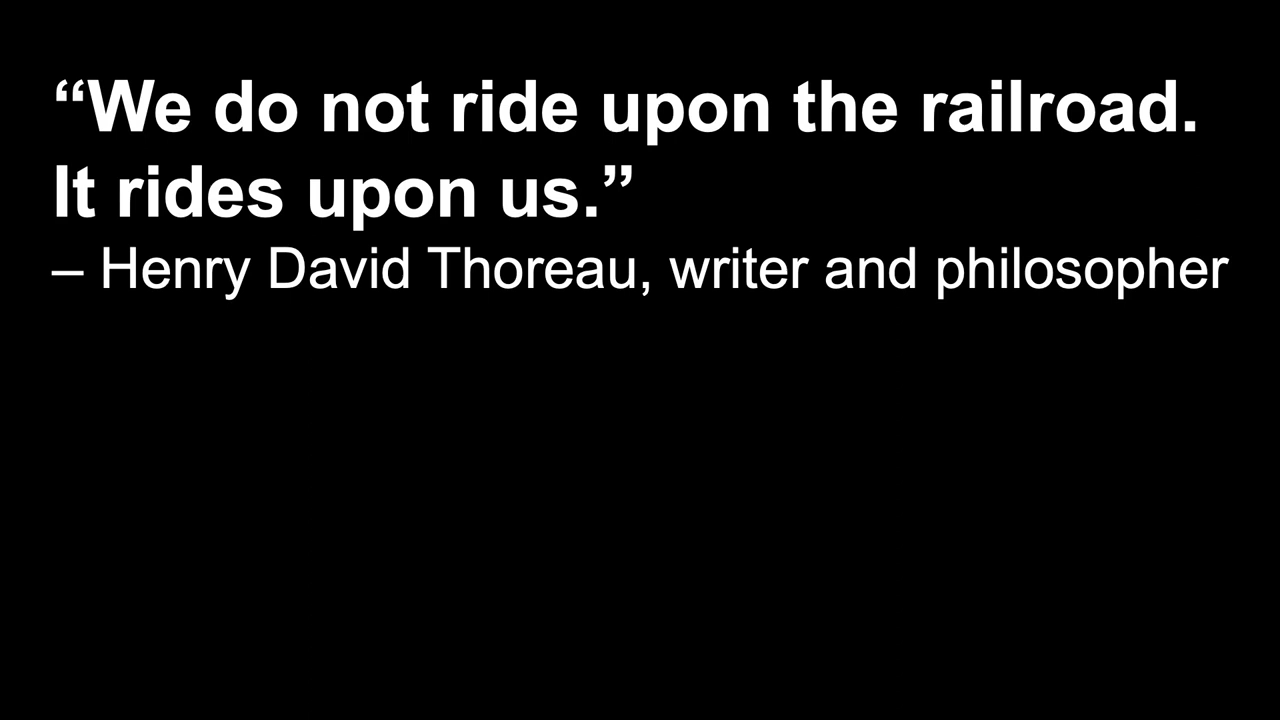 “We do not ride upon the railroad.
It rides upon us.”
– Henry David Thoreau, writer and philosopher